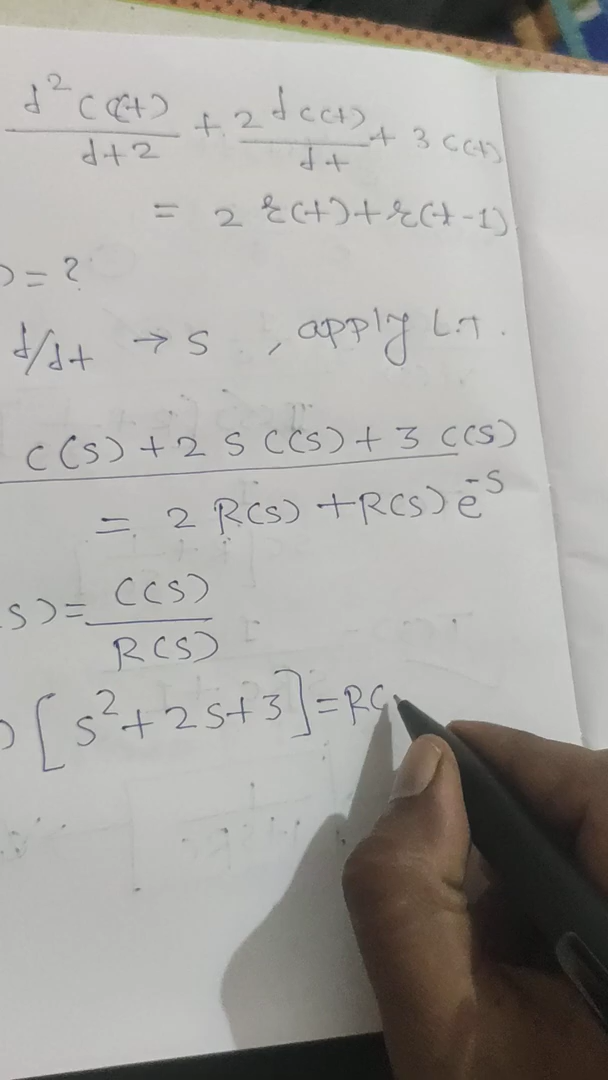 d²c(t)/dt2 + 2 dc(t)/dt + 3 c(t)
= 2 r(t)+r(t-1)
)=?
d/dt → s , apply L.T.
C(s)+2 s C(s)+3 C(s)
= 2 R(s) +R(s) e^-s
s)= C(s)/R(s)
) [s²+2s+3]=R(